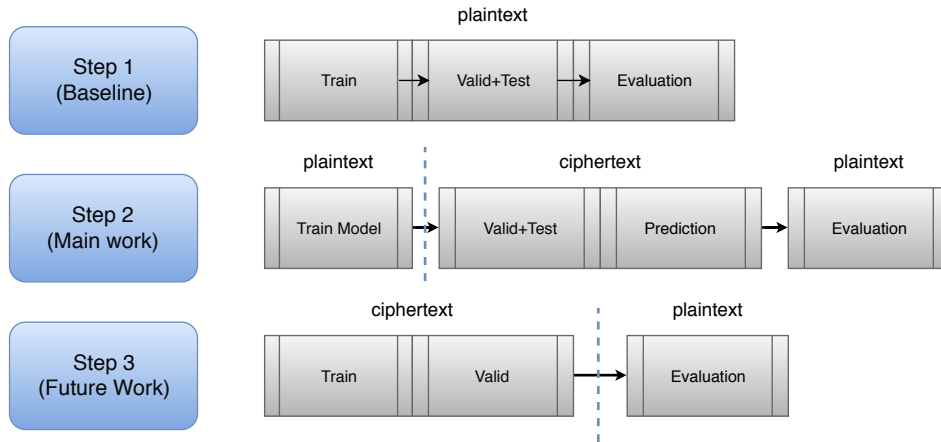 plaintext
Step 1
(Baseline)
Train
Valid+Test
Evaluation
plaintext
ciphertext
plaintext
Step 2
(Main work)
Train Model
Valid+Test
Prediction
Evaluation
ciphertext
plaintext
Step 3
(Future Work)
Train
Valid
Evaluation